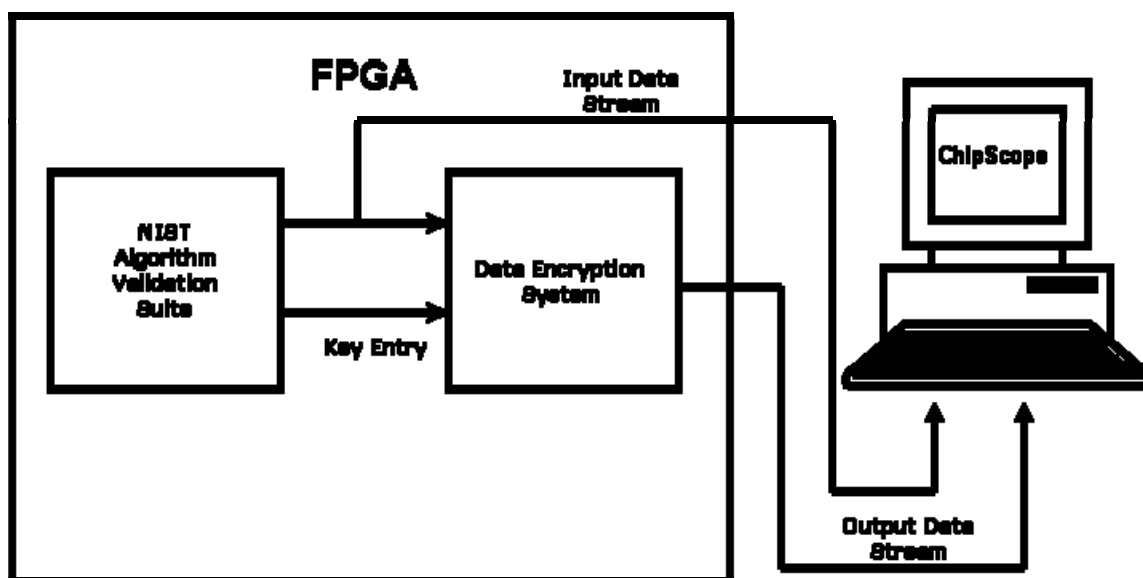 FPGA
Input Data
Stream
ChipScope
NIST
Algorithm
Validation
Suite
Data Encryption
System
Key Entry
Output Data
Stream